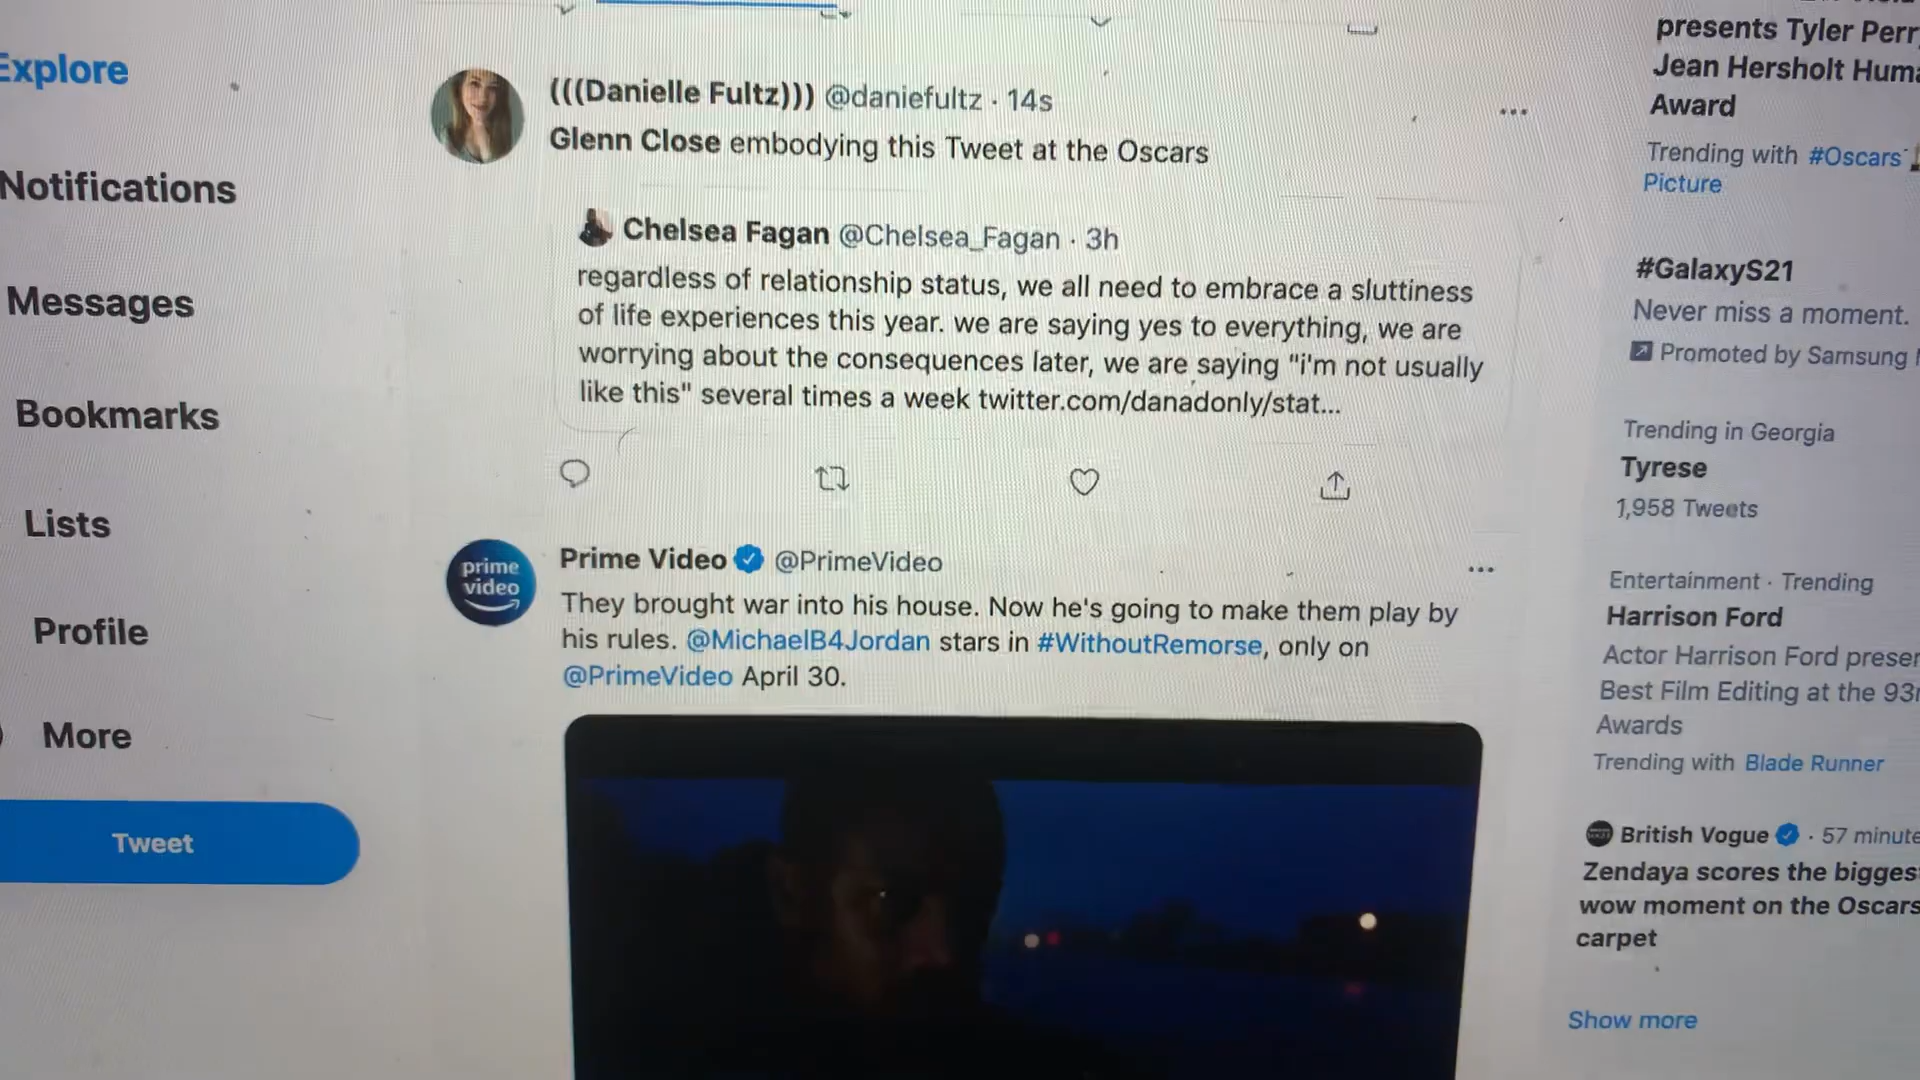 Explore
Notifications
Messages
Bookmarks
Lists
Profile
More
Tweet
(((Danielle Fultz))) @daniefultz · 14s
Glenn Close embodying this Tweet at the Oscars
Chelsea Fagan @Chelsea_Fagan · 3h
regardless of relationship status, we all need to embrace a sluttiness
of life experiences this year. we are saying yes to everything, we are
worrying about the consequences later, we are saying "i'm not usually
like this" several times a week twitter.com/danadonly/stat...
prime
video
Prime Video @PrimeVideo
They brought war into his house. Now he's going to make them play by
his rules. @MichaelB4Jordan stars in #WithoutRemorse, only on
@PrimeVideo April 30.
presents Tyler Perr
Jean Hersholt Huma
Award
Trending with #Oscars
Picture
#GalaxyS21
Never miss a moment.
Promoted by Samsung
Trending in Georgia
Tyrese
1,958 Tweets
Entertainment · Trending
Harrison Ford
Actor Harrison Ford presen
Best Film Editing at the 93r
Awards
Trending with Blade Runner
British Vogue · 57 minute
Zendaya scores the bigges
wow moment on the Oscars
carpet
Show more